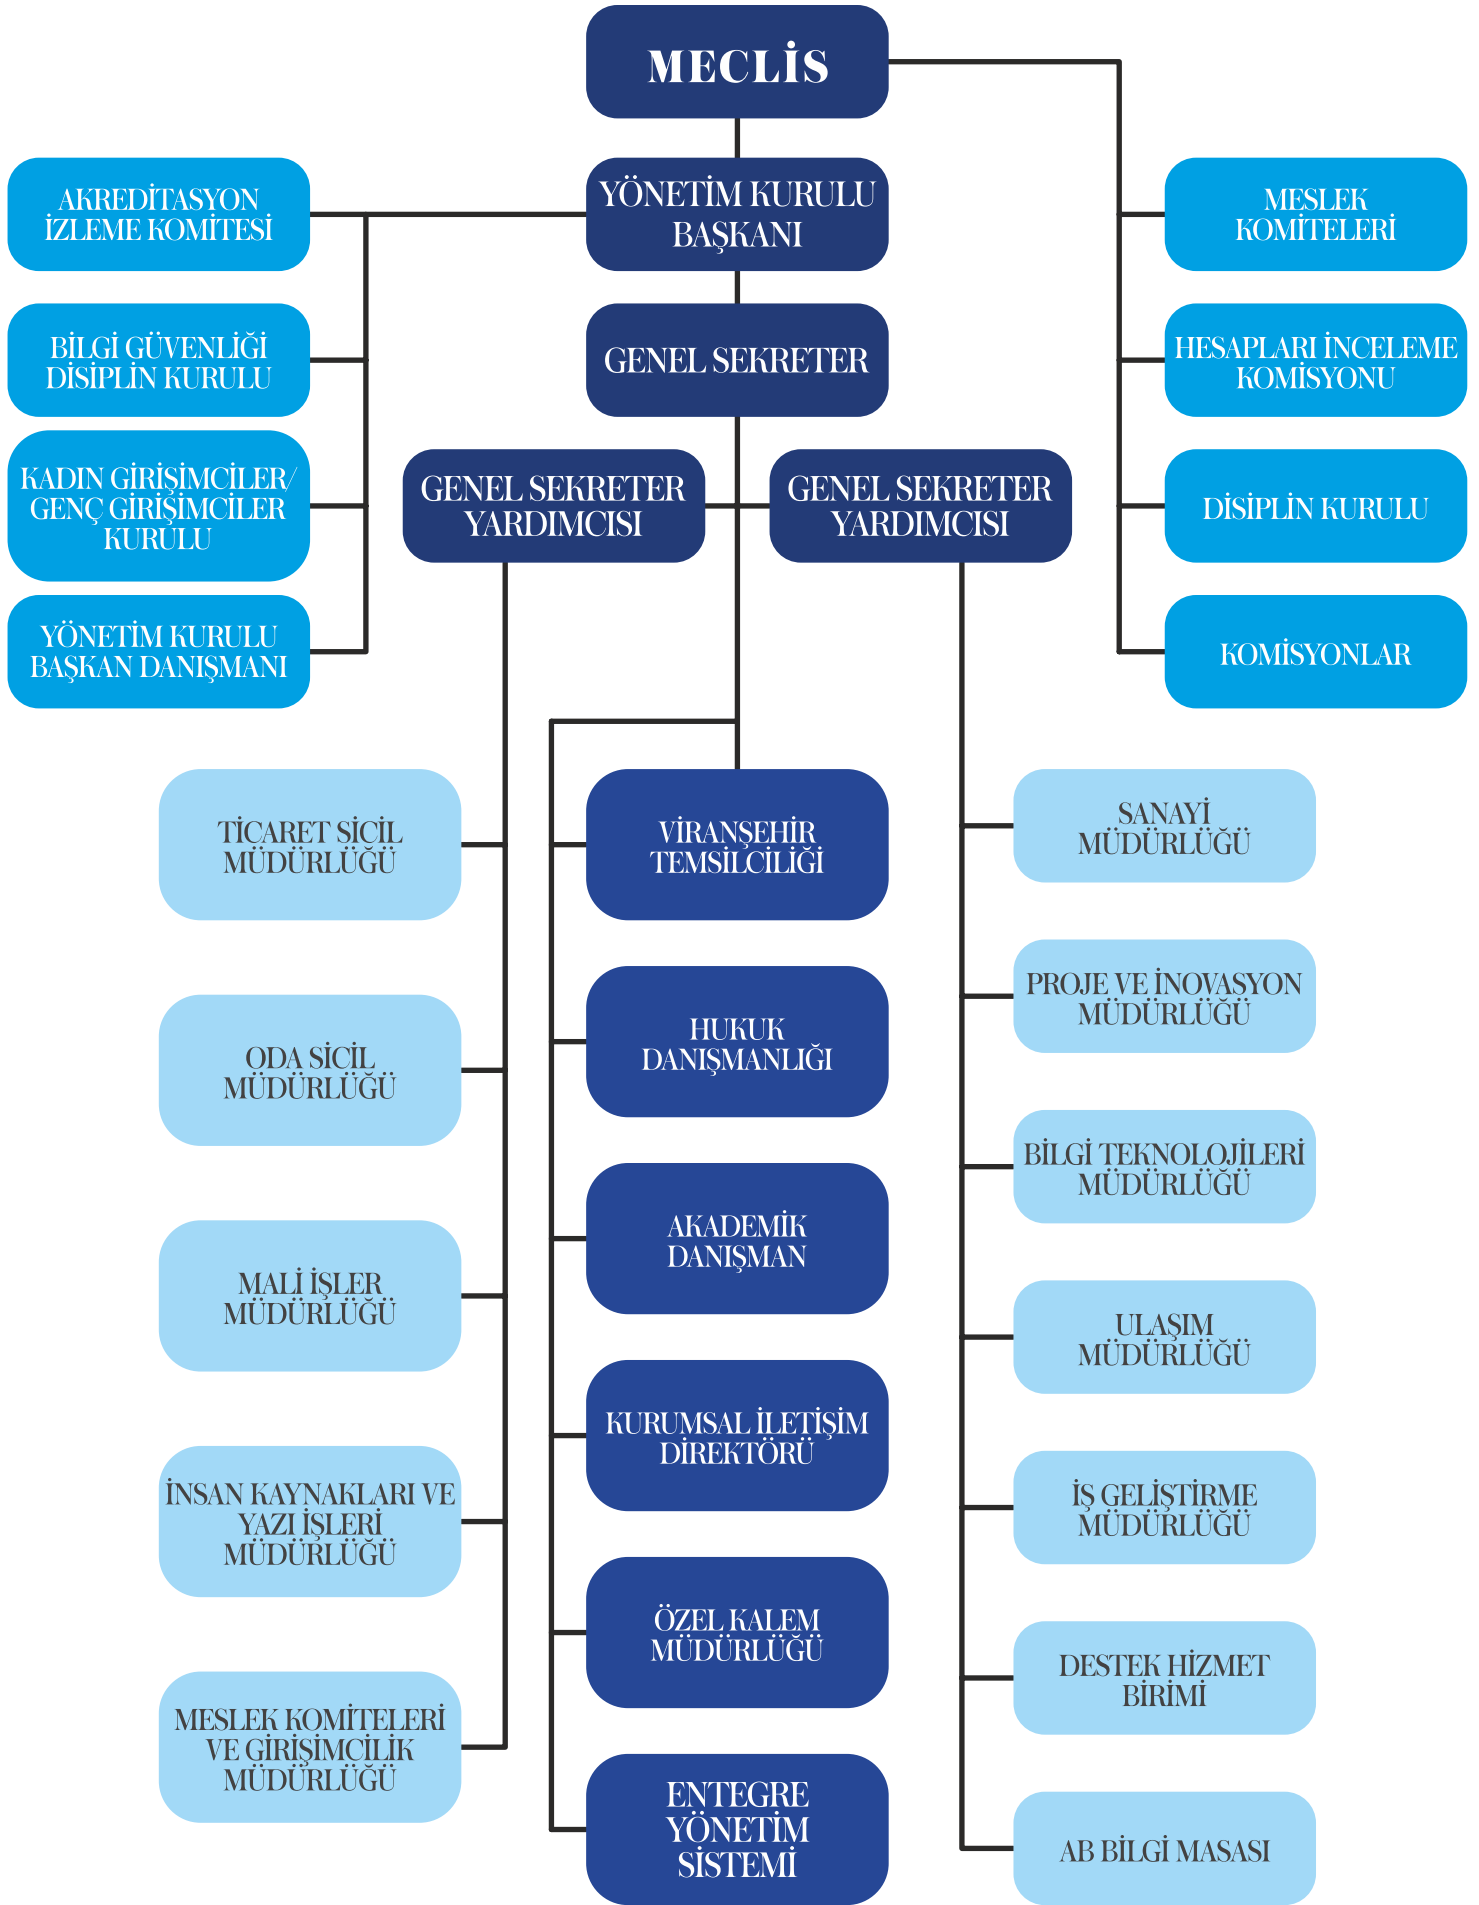 MECLİS
YÖNETİM KURULU
BAŞKANI
GENEL SEKRETER
AKREDİTASYON
İZLEME KOMİTESİ
BİLGİ GÜVENLİĞİ
DİSİPLİN KURULU
KADIN GİRİŞİMCİLER/
GENÇ GİRİŞİMCİLER
KURULU
YÖNETİM KURULU
BAŞKAN DANIŞMANI
MESLEK
KOMİTELERİ
HESAPLARI İNCELEME
KOMİSYONU
DİSİPLİN KURULU
KOMİSYONLAR
GENEL SEKRETER
YARDIMCISI
GENEL SEKRETER
YARDIMCISI
TİCARET SİCİL
MÜDÜRLÜĞÜ
ODA SİCİL
MÜDÜRLÜĞÜ
MALİ İŞLER
MÜDÜRLÜĞÜ
İNSAN KAYNAKLARI VE
YAZI İŞLERİ
MÜDÜRLÜĞÜ
MESLEK KOMİTELERİ
VE GİRİŞİMCİLİK
MÜDÜRLÜĞÜ
VİRANŞEHİR
TEMSİLCİLİĞİ
HUKUK
DANIŞMANLIĞI
AKADEMİK
DANIŞMAN
KURUMSAL İLETİŞİM
DİREKTÖRÜ
ÖZEL KALEM
MÜDÜRLÜĞÜ
ENTEGRE
YÖNETİM
SİSTEMİ
SANAYİ
MÜDÜRLÜĞÜ
PROJE VE İNOVASYON
MÜDÜRLÜĞÜ
BİLGİ TEKNOLOJİLERİ
MÜDÜRLÜĞÜ
ULAŞIM
MÜDÜRLÜĞÜ
İŞ GELİŞTİRME
MÜDÜRLÜĞÜ
DESTEK HİZMET
BİRİMİ
AB BİLGİ MASASI